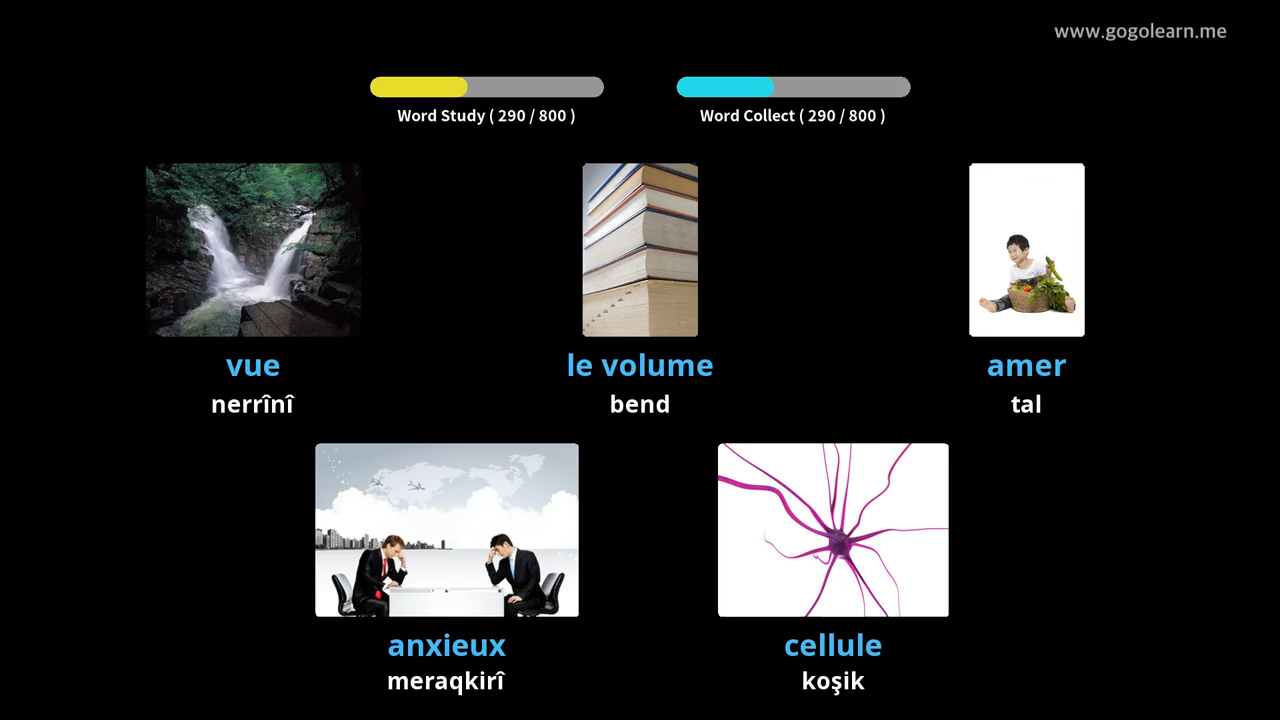 www.gogolearn.me
Word Study ( 290 / 800 )
Word Collect ( 290 / 800 )
vue
nerrînî
le volume
bend
amer
tal
anxieux
meraqkirî
cellule
koşik